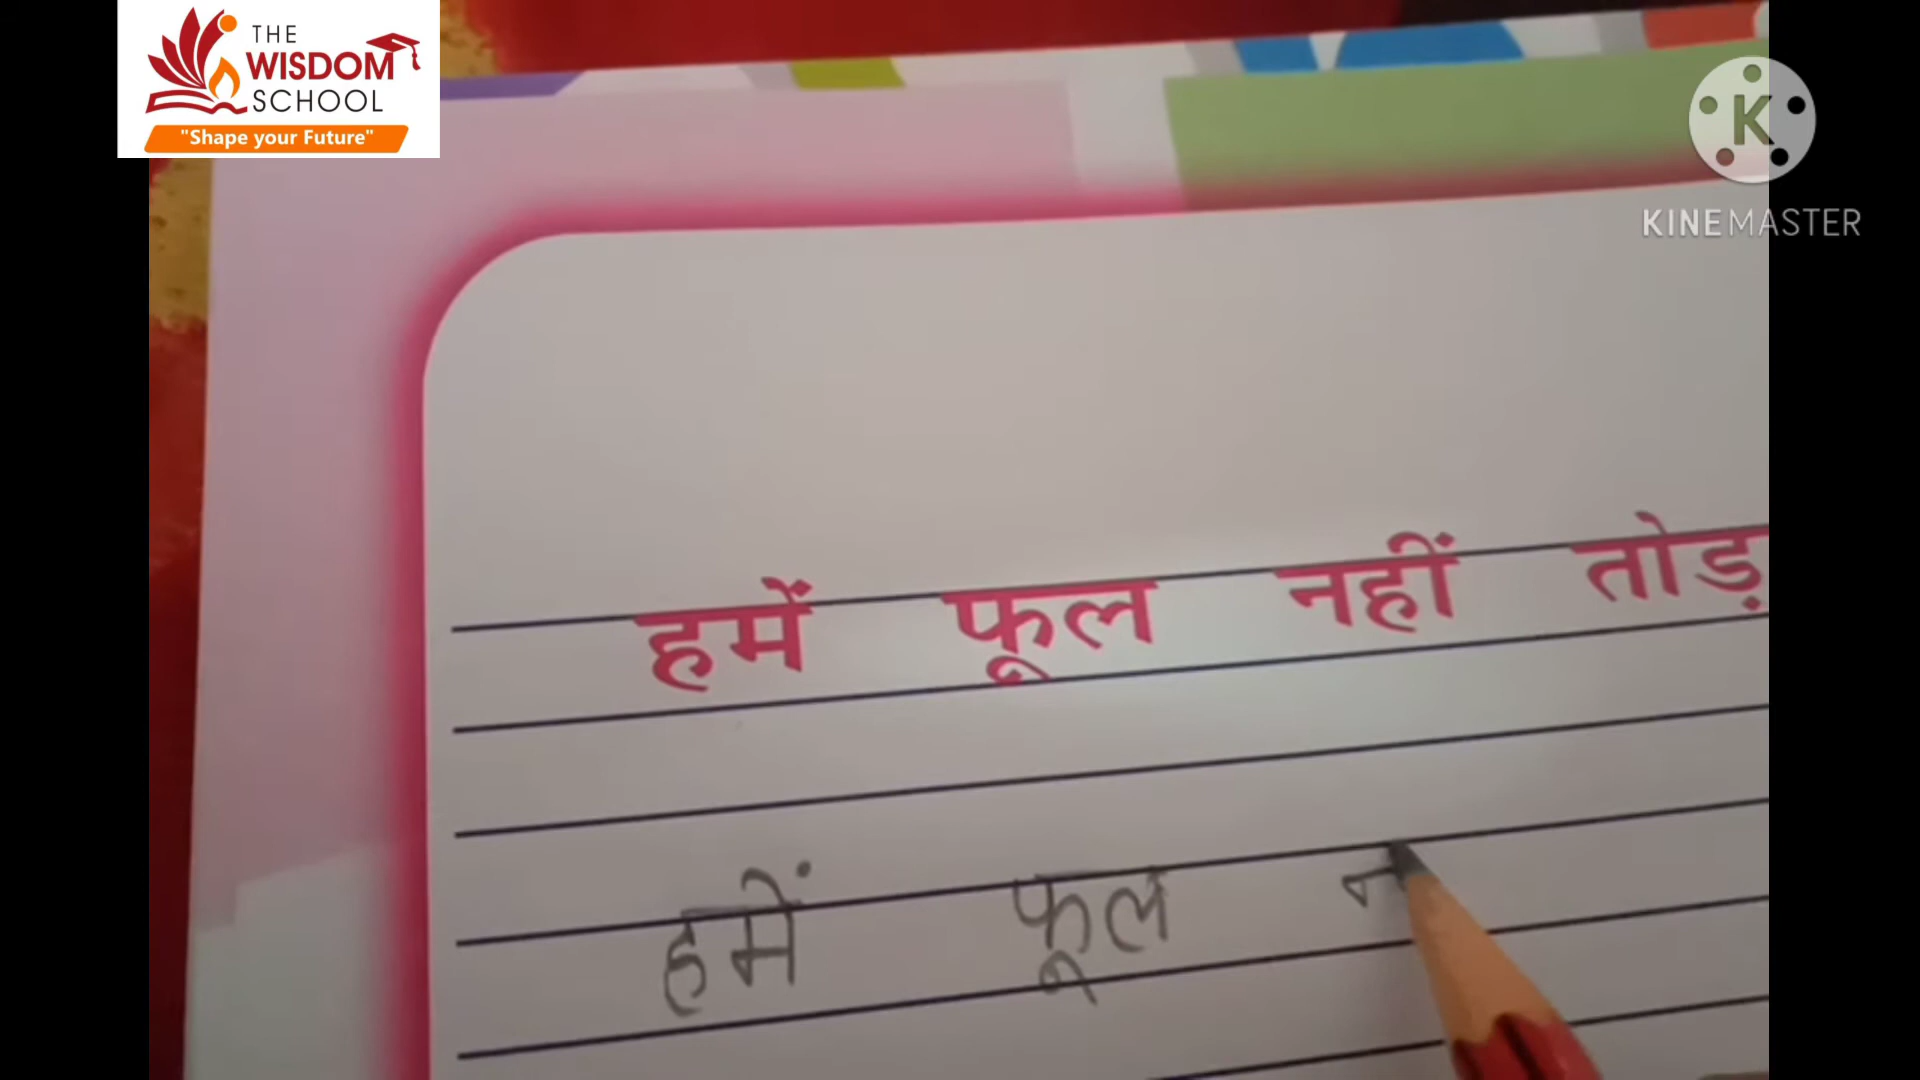 THE
WISDOM
SCHOOL
"Shape your Future"
K
KINEMASTER
हमें फूल नहीं तोड़
हमें फूल न